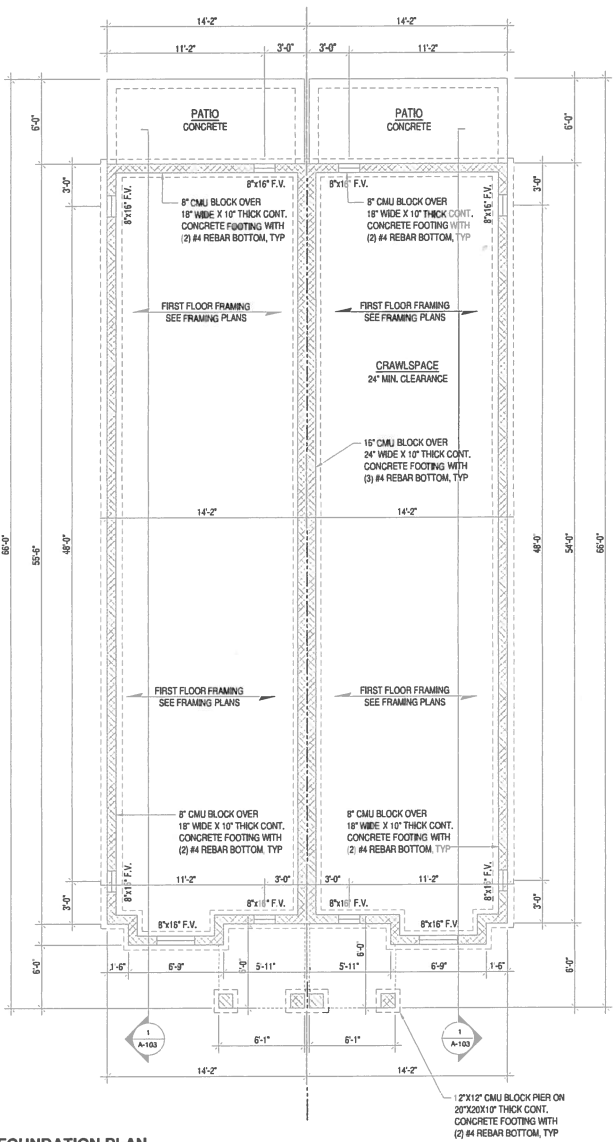 14'-2" 14'-2"
11'-2" 3'-0" 3'-0" 11'-2"
6'-0"
PATIO
CONCRETE
PATIO
CONCRETE
6'-0"
3'-0"
8"x16" F.V.
8"x16" F.V.
8"x16" F.V.
8"x16" F.V.
3'-0"
8" CMU BLOCK OVER
18" WIDE X 10" THICK CONT.
CONCRETE FOOTING WITH
(2) #4 REBAR BOTTOM, TYP
8" CMU BLOCK OVER
18" WIDE X 10" THICK CONT.
CONCRETE FOOTING WITH
(2) #4 REBAR BOTTOM, TYP
FIRST FLOOR FRAMING
SEE FRAMING PLANS
FIRST FLOOR FRAMING
SEE FRAMING PLANS
CRAWLSPACE
24" MIN. CLEARANCE
16" CMU BLOCK OVER
24" WIDE X 10" THICK CONT.
CONCRETE FOOTING WITH
(3) #4 REBAR BOTTOM, TYP
14'-2" 14'-2"
66'-0"
55'-6"
48'-0"
48'-0"
54'-0"
66'-0"
FIRST FLOOR FRAMING
SEE FRAMING PLANS
FIRST FLOOR FRAMING
SEE FRAMING PLANS
8" CMU BLOCK OVER
18" WIDE X 10" THICK CONT.
CONCRETE FOOTING WITH
(2) #4 REBAR BOTTOM, TYP
8" CMU BLOCK OVER
18" WIDE X 10" THICK CONT.
CONCRETE FOOTING WITH
(2) #4 REBAR BOTTOM, TYP
8"x16" F.V.
11'-2" 3'-0" 3'-0" 11'-2"
8"x16" F.V.
3'-0"
8"x16" F.V.
8"x16" F.V.
8"x16" F.V.
8"x16" F.V.
3'-0"
6'-0"
1'-6" 6'-9" 6'-0" 5'-11" 5'-11" 6'-0" 6'-9" 1'-6"
6'-0"
1
A-103
6'-1" 6'-1"
1
A-103
14'-2" 14'-2"
12"X12" CMU BLOCK PIER ON
20"X20X10" THICK CONT.
CONCRETE FOOTING WITH
(2) #4 REBAR BOTTOM, TYP
FOUNDATION PLAN